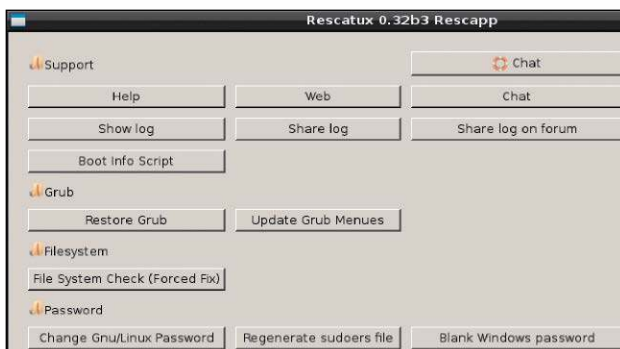 Rescatux 0.32b3 Rescapp
Support
Chat
Help Web Chat
Show log Share log Share log on forum
Boot Info Script
Grub
Restore Grub Update Grub Menues
Filesystem
File System Check (Forced Fix)
Password
Change Gnu/Linux Password Regenerate sudoers file Blank Windows password